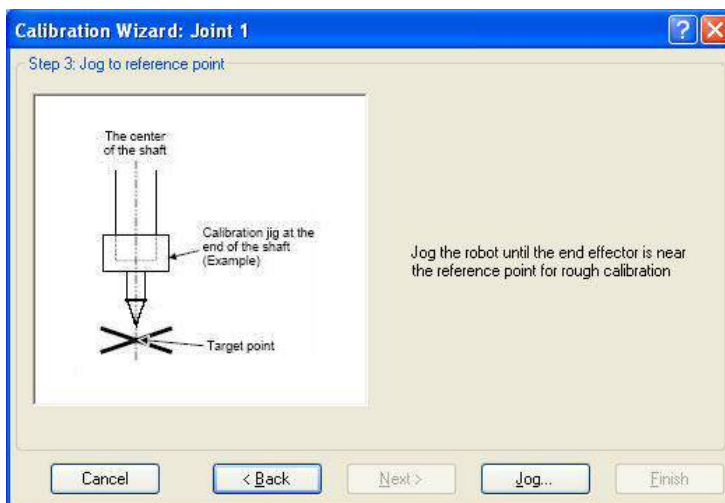 Calibration Wizard: Joint 1
Step 3: Jog to reference point
The center
of the shaft
Calibration jig at the
end of the shaft
(Example)
Target point
Jog the robot until the end effector is near
the reference point for rough calibration
Cancel
< Back
Next >
Jog...
Finish